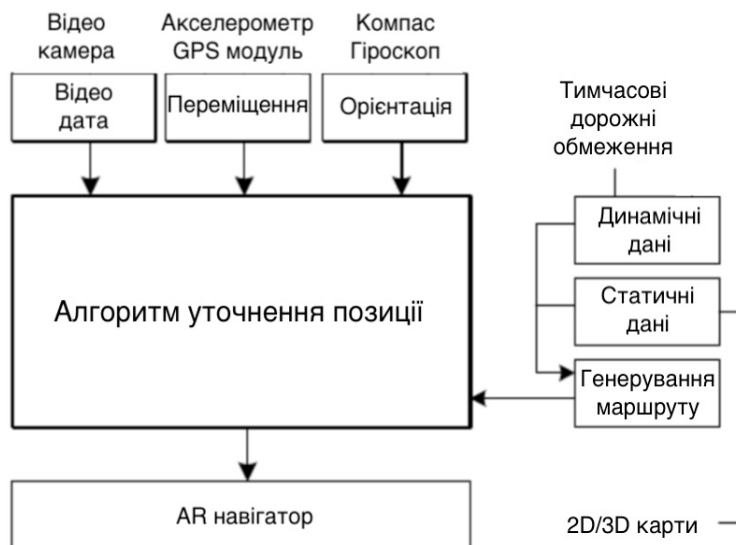 Відео
камера
Акселерометр
GPS модуль
Компас
Гіроскоп
Відео
дата
Переміщення
Орієнтація
Тимчасові
дорожні
обмеження
Динамічні
дані
Алгоритм уточнення позиції
Статичні
дані
Генерування
маршруту
AR навігатор
2D/3D карти